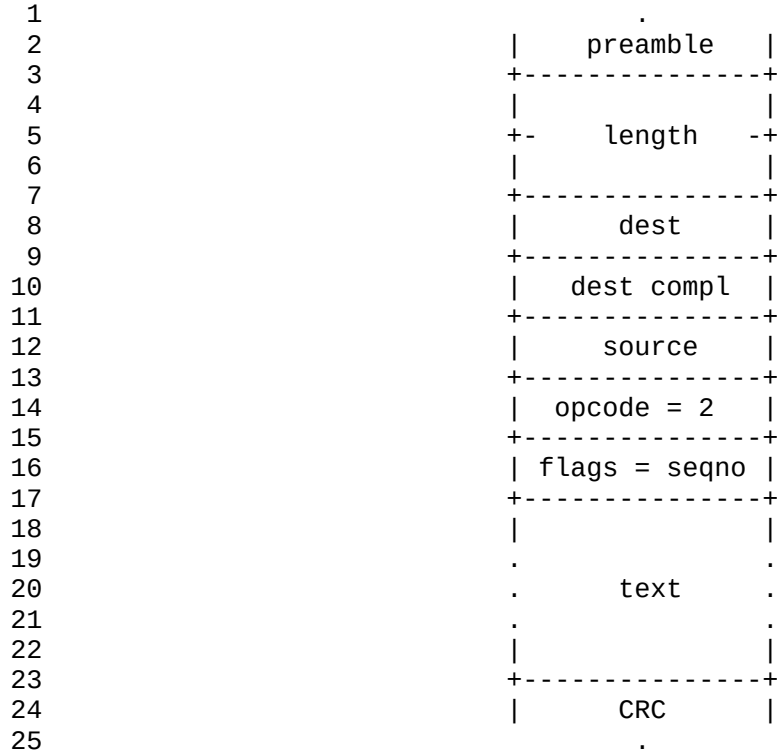 1                                      .
2                              |    preamble   |
3                              +---------------+
4                              |               |
5                              +-    length   -+
6                              |               |
7                              +---------------+
8                              |      dest     |
9                              +---------------+
10                              |   dest compl  |
11                              +---------------+
12                              |     source    |
13                              +---------------+
14                              |  opcode = 2   |
15                              +---------------+
16                              | flags = seqno |
17                              +---------------+
18                              |               |
19                              .               .
20                              .      text     .
21                              .               .
22                              |               |
23                              +---------------+
24                              |      CRC      |
25                                      .